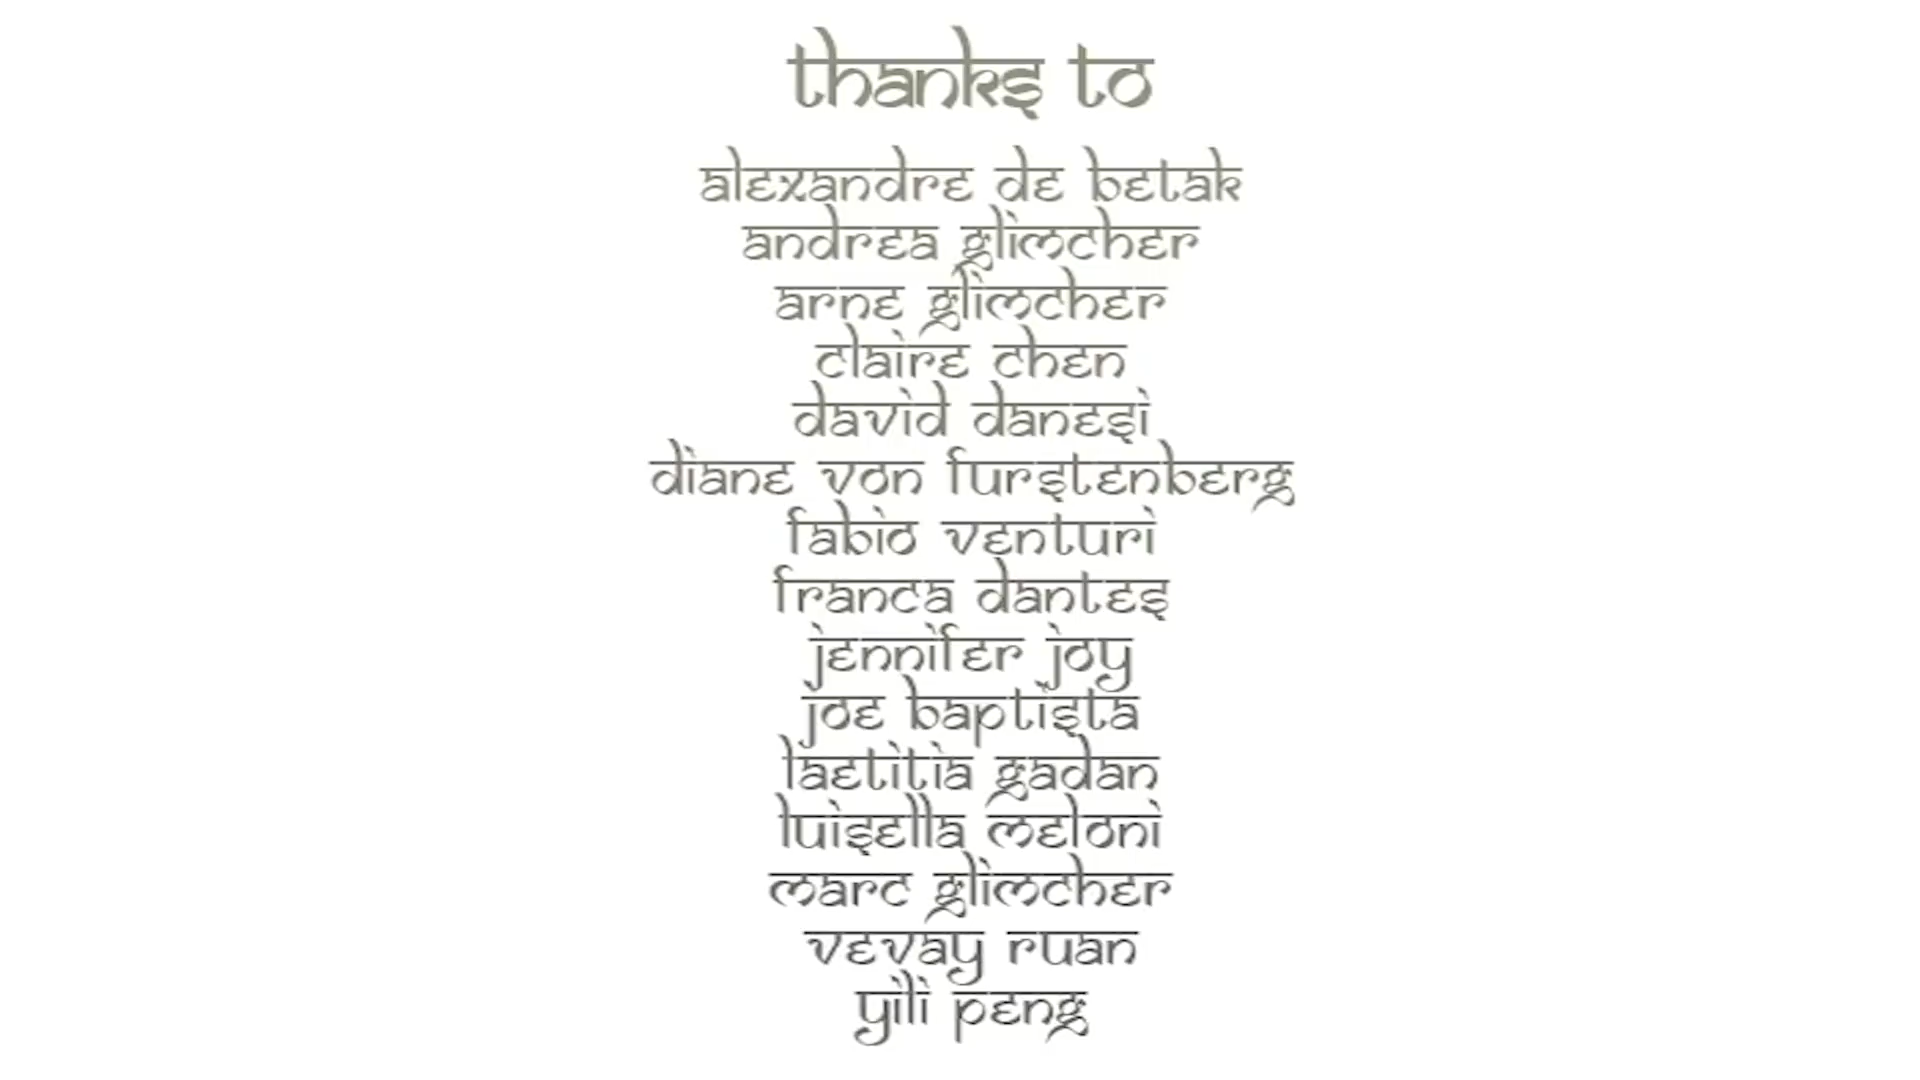 thanks to
alexandre de betak
andrea glimcher
arne glimcher
claire chen
david danesi
diane von furstenberg
fabio venturi
franca dantes
jennifer joy
joe baptista
laetitia gadan
luisella meloni
marc glimcher
vevay ruan
yili peng